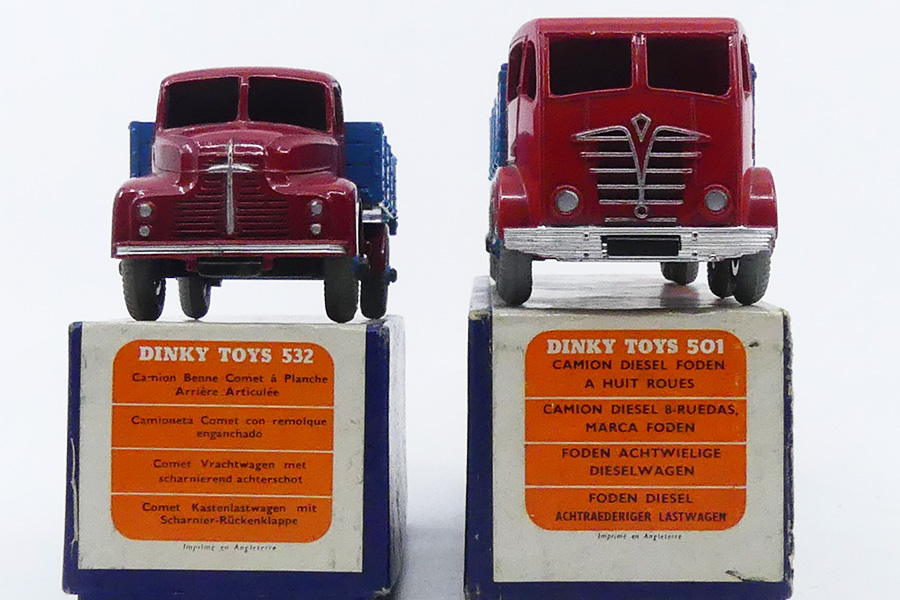 DINKY TOYS 532
Camion Benne Comet à Planche
Arrière Articulée
Camioneta Comet con remolque
enganchado
Comet Vrachtwagen met
scharnierend achterschot
Comet Kastenlastwagen mit
Scharnier-Rückenklappe
Imprimé en Angleterre
DINKY TOYS 501
CAMION DIESEL FODEN
A HUIT ROUES
CAMION DIESEL 8-RUEDAS,
MARCA FODEN
FODEN ACHTWIELIGE
DIESELWAGEN
FODEN DIESEL
ACHTRAEDERIGER LASTWAGEN
Imprimé en Angleterre